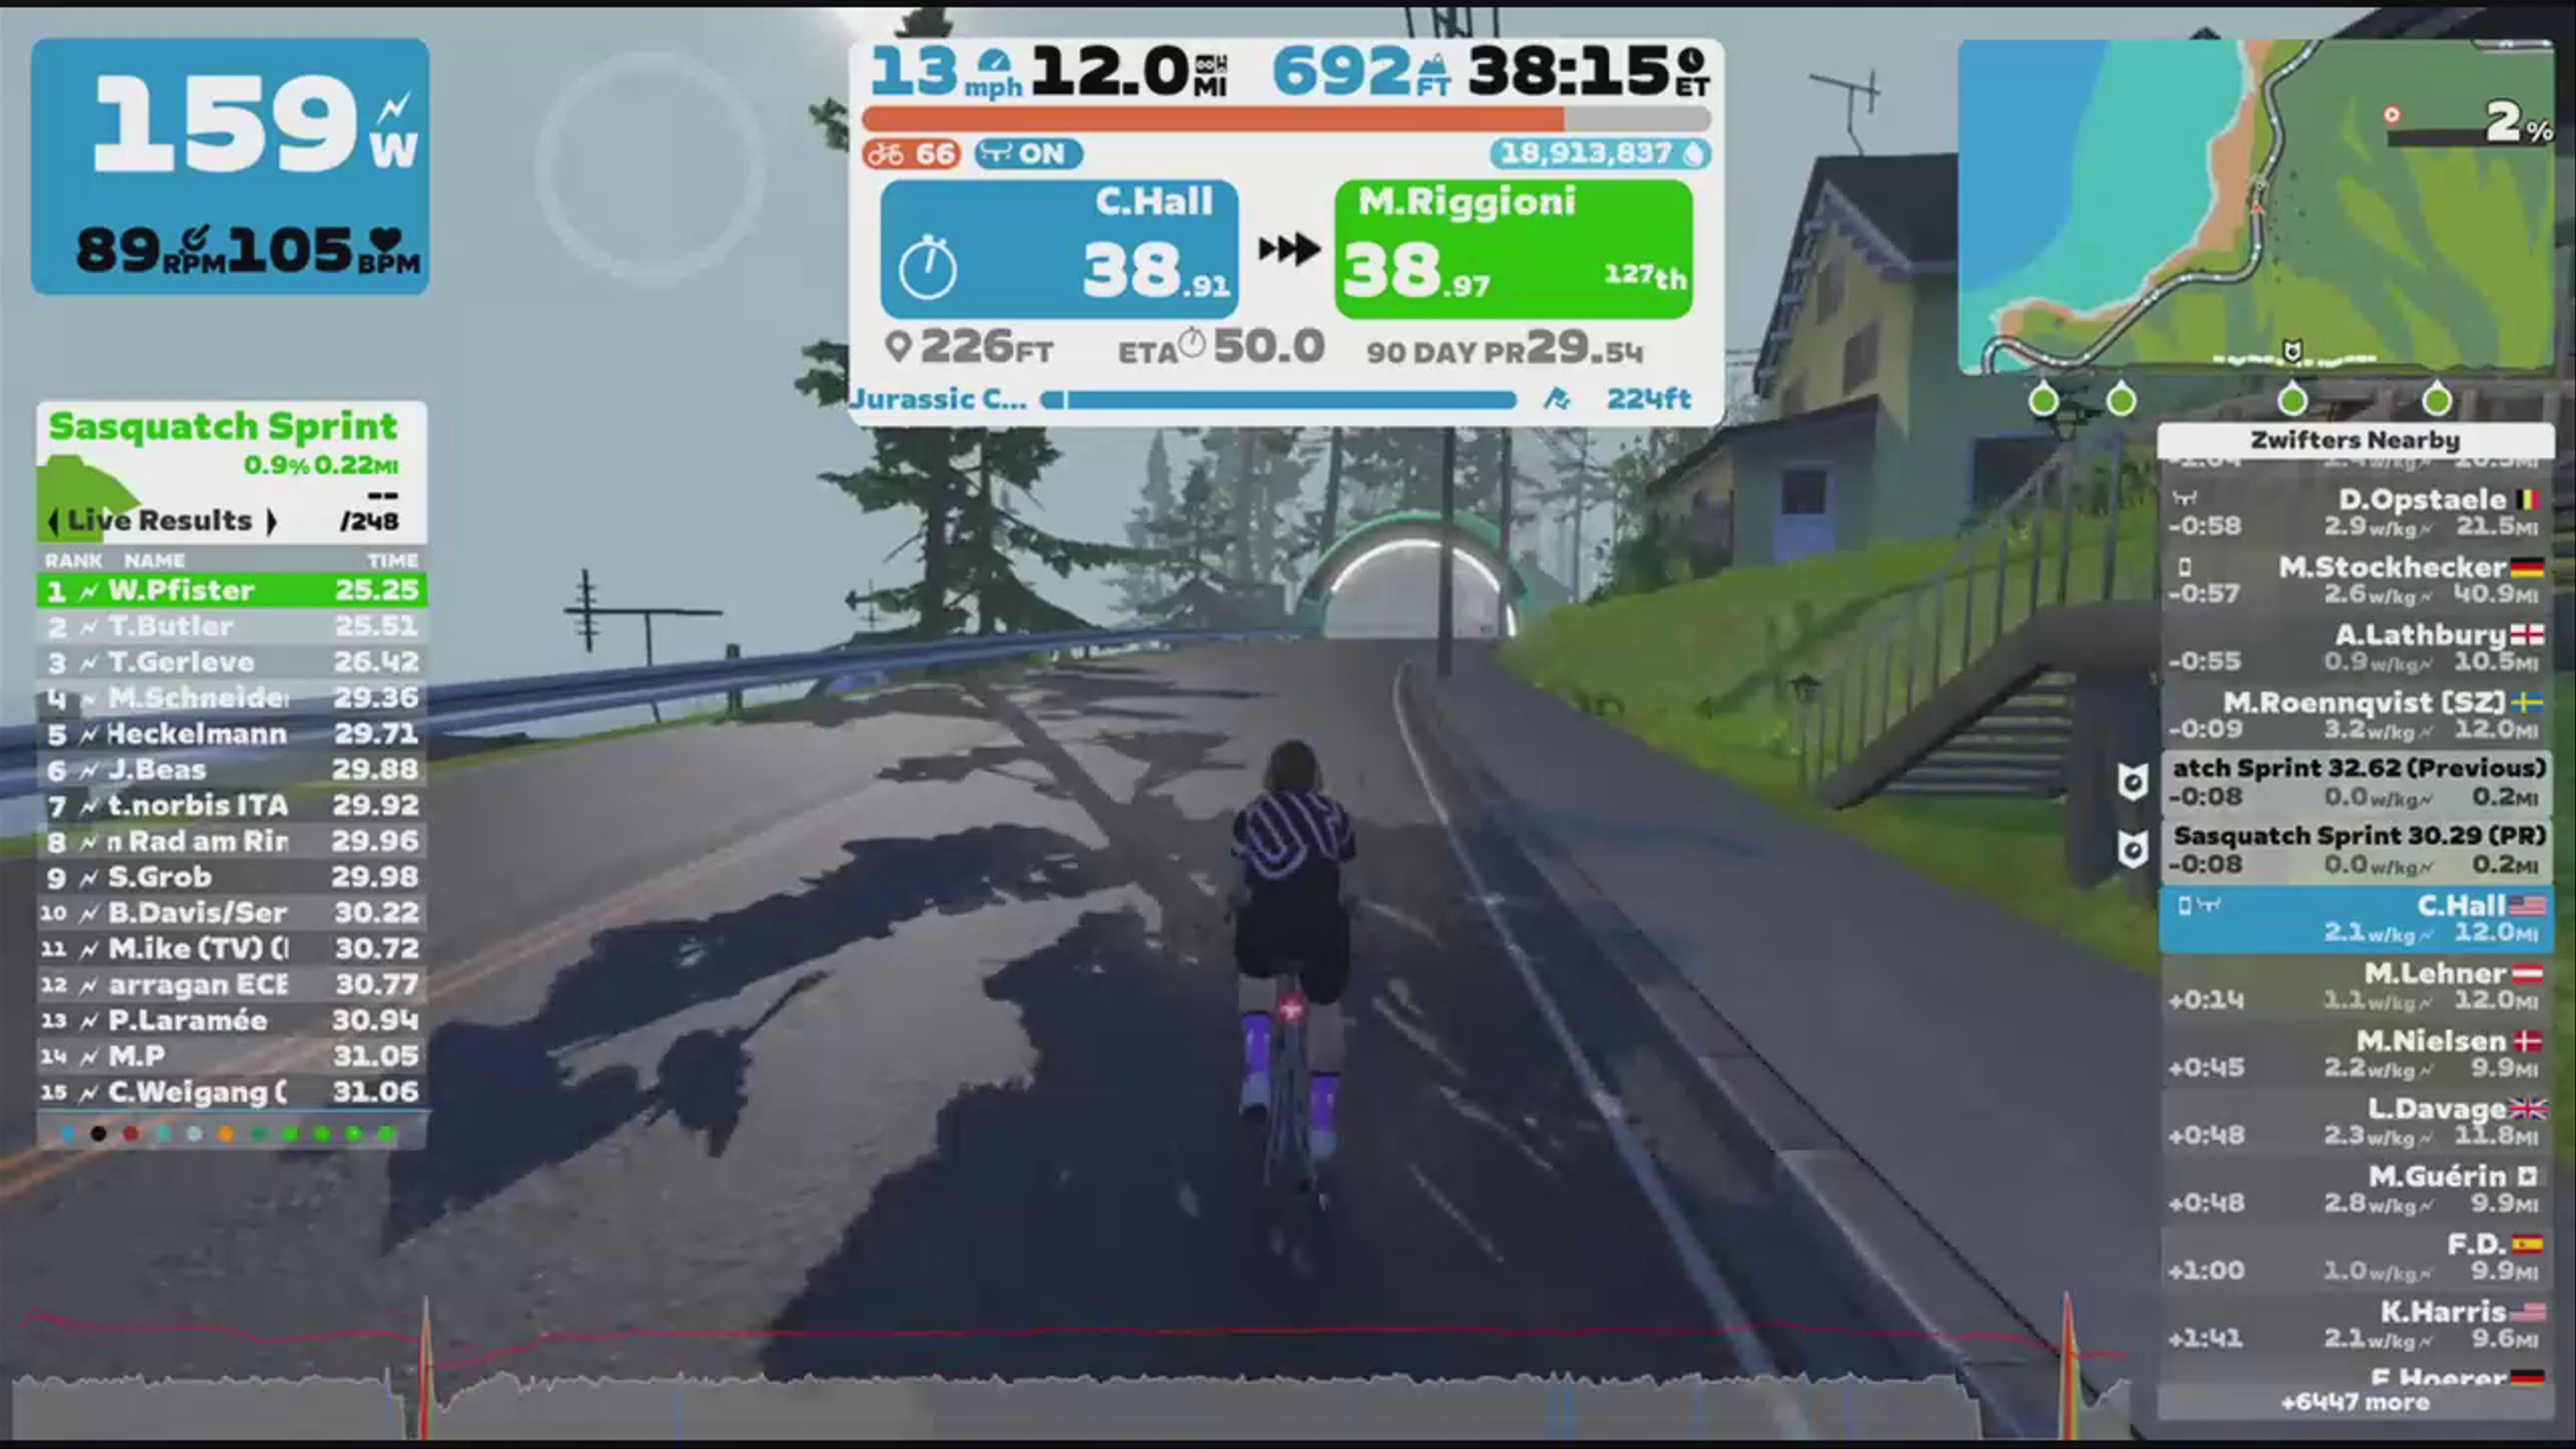 159 W
89 RPM 105 BPM
13 mph 12.0 MI 692 FT 38:15 ET
66 ON 18,913,837
C.Hall
38.91
M.Riggioni
38.97 127th
226FT ETA 50.0 90 DAY PR 29.54
Jurassic C... 224ft
2%
Sasquatch Sprint
0.9% 0.22MI
--
Live Results /248
RANK NAME TIME
1 W.Pfister 25.25
2 T.Butler 25.51
3 T.Gerleve 26.42
4 M.Schneide 29.36
5 Heckelmann 29.71
6 J.Beas 29.88
7 t.norbis ITA 29.92
8 n Rad am Rin 29.96
9 S.Grob 29.98
10 B.Davis/Ser 30.22
11 M.ike (TV) ( 30.72
12 arragan ECE 30.77
13 P.Laramée 30.94
14 M.P 31.05
15 C.Weigang ( 31.06
Zwifters Nearby
D.Opstaele
-0:58 2.9w/kg 21.5MI
M.Stockhecker
-0:57 2.6w/kg 40.9MI
A.Lathbury
-0:55 0.9w/kg 10.5MI
M.Roennqvist (SZ)
-0:09 3.2w/kg 12.0MI
atch Sprint 32.62 (Previous)
-0:08 0.0w/kg 0.2MI
Sasquatch Sprint 30.29 (PR)
-0:08 0.0w/kg 0.2MI
C.Hall
2.1w/kg 12.0MI
M.Lehner
+0:14 1.1w/kg 12.0MI
M.Nielsen
+0:45 2.2w/kg 9.9MI
L.Davage
+0:48 2.3w/kg 11.8MI
M.Guérin
+0:48 2.8w/kg 9.9MI
F.D.
+1:00 1.0w/kg 9.9MI
K.Harris
+1:41 2.1w/kg 9.6MI
+6447 more